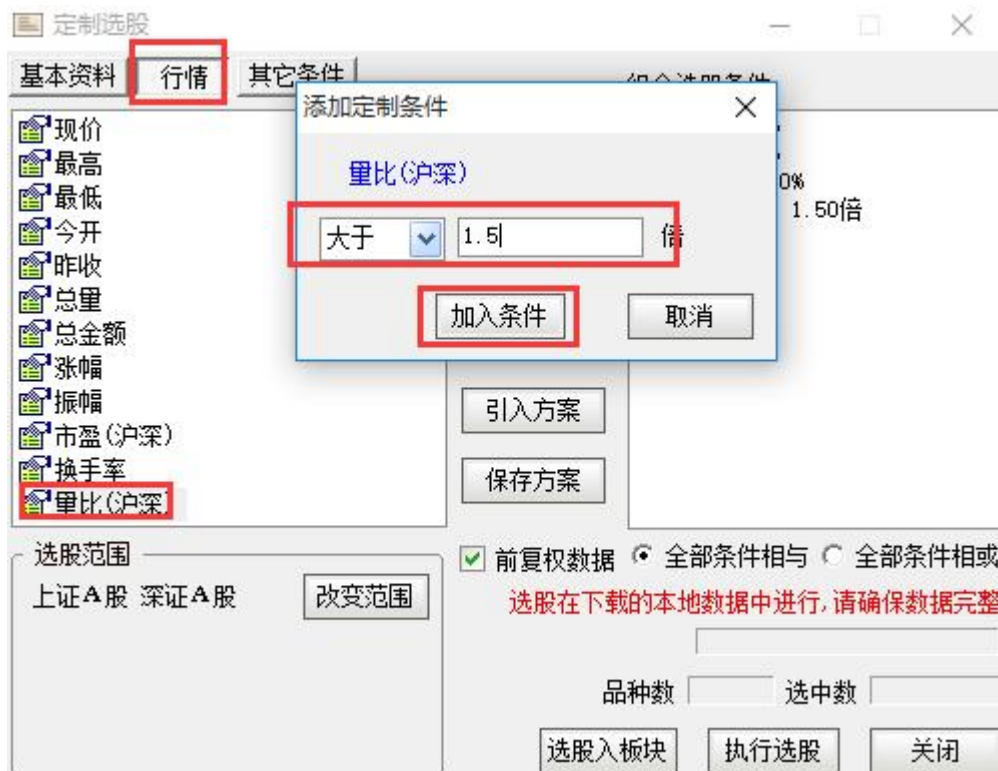 定制选股
基本资料 行情 其它条件
添加定制条件
量比(沪深)
大于 1.5 倍
加入条件 取消
0%
1.50倍
现价
最高
最低
今开
昨收
总量
总金额
涨幅
振幅
市盈(沪深)
换手率
量比(沪深)
引入方案
保存方案
选股范围
上证A股 深证A股 改变范围
前复权数据 全部条件相与 全部条件相或
选股在下载的本地数据中进行,请确保数据完整
品种数 选中数
选股入板块 执行选股 关闭